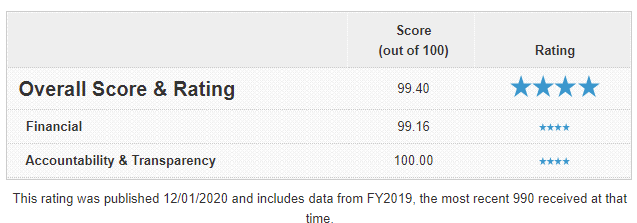 Score
(out of 100) Rating
Overall Score & Rating 99.40 ★★★★
Financial 99.16 ★★★★
Accountability & Transparency 100.00 ★★★★
This rating was published 12/01/2020 and includes data from FY2019, the most recent 990 received at that
time.